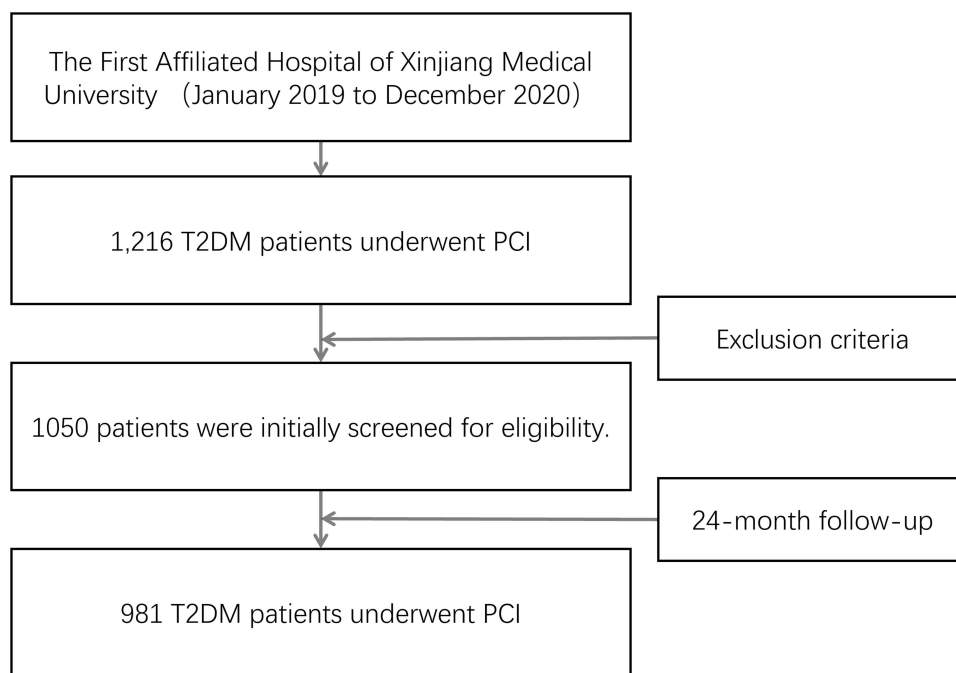 The First Affiliated Hospital of Xinjiang Medical
University （January 2019 to December 2020）
1,216 T2DM patients underwent PCI
Exclusion criteria
1050 patients were initially screened for eligibility.
24-month follow-up
981 T2DM patients underwent PCI